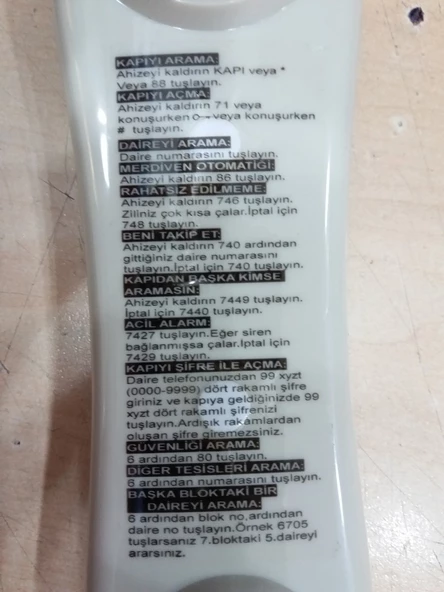 KAPIYI ARAMA:
Ahizeyi kaldırın KAPI veya *
Veya 88 tuşlayın.
KAPIYI AÇMA:
Ahizeyi kaldırın 71 veya
konuşurken veya konuşurken
# tuşlayın.
DAİREYİ ARAMA:
Daire numarasını tuşlayın.
MERDİVEN OTOMATİĞİ:
Ahizeyi kaldırın 86 tuşlayın.
RAHATSIZ EDİLMEME:
Ahizeyi kaldırın 746 tuşlayın.
Ziliniz çok kısa çalar.İptal için
748 tuşlayın.
BENİ TAKİP ET:
Ahizeyi kaldırın 740 ardından
gittiğiniz daire numarasını
tuşlayın.İptal için 740 tuşlayın.
KAPIDAN BAŞKA KİMSE
ARAMASIN:
Ahizeyi kaldırın 7449 tuşlayın.
İptal için 7440 tuşlayın.
ACİL ALARM:
7427 tuşlayın.Eğer siren
bağlanmışsa çalar.İptal için
7429 tuşlayın.
KAPIYI ŞİFRE İLE AÇMA:
Daire telefonunuzdan 99 xyzt
(0000-9999) dört rakamlı şifre
giriniz ve kapıya geldiğinizde 99
xyzt dört rakamlı şifrenizi
tuşlayın.Ardışık rakamlardan
oluşan şifre giremezsiniz.
GÜVENLİĞİ ARAMA:
6 ardından 80 tuşlayın.
DİĞER TESİSLERİ ARAMA:
6 ardından numarasını tuşlayın.
BAŞKA BLOKTAKİ BİR
DAİREYİ ARAMA:
6 ardından blok no,ardından
daire no tuşlayın.Örnek 6705
tuşlarsanız 7.bloktaki 5.daireyi
ararsınız.